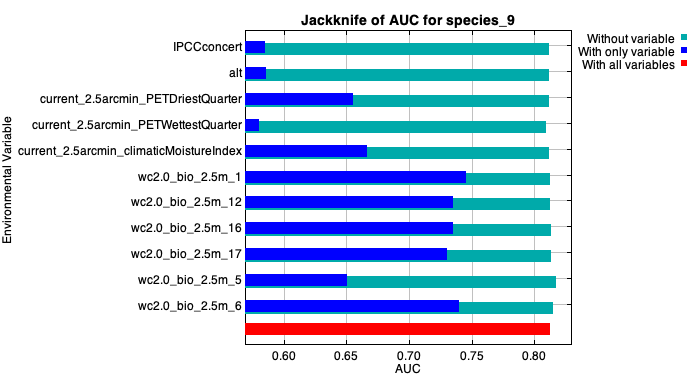 Jackknife of AUC for species_9
Without variable
With only variable
With all variables
Environmental Variable
IPCCconcert
alt
current_2.5arcmin_PETDriestQuarter
current_2.5arcmin_PETWettestQuarter
current_2.5arcmin_climaticMoistureIndex
wc2.0_bio_2.5m_1
wc2.0_bio_2.5m_12
wc2.0_bio_2.5m_16
wc2.0_bio_2.5m_17
wc2.0_bio_2.5m_5
wc2.0_bio_2.5m_6
0.60 0.65 0.70 0.75 0.80
AUC